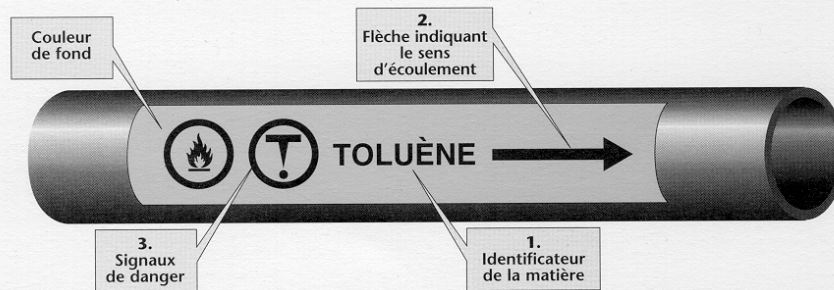 Couleur
de fond
2.
Flèche indiquant
le sens
d'écoulement
TOLUÈNE
3.
Signaux
de danger
1.
Identificateur
de la matière